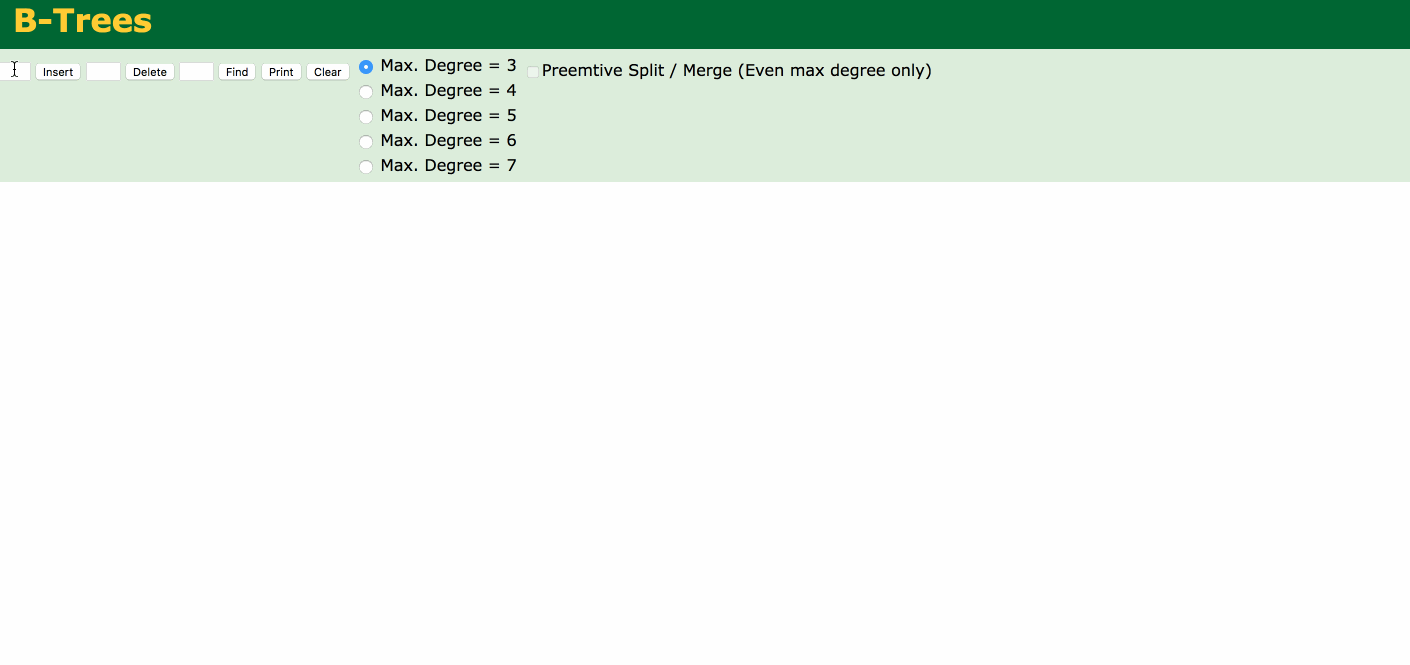 B-Trees
Insert Delete Find Print Clear
Max. Degree = 3
Max. Degree = 4
Max. Degree = 5
Max. Degree = 6
Max. Degree = 7
Preemtive Split / Merge (Even max degree only)